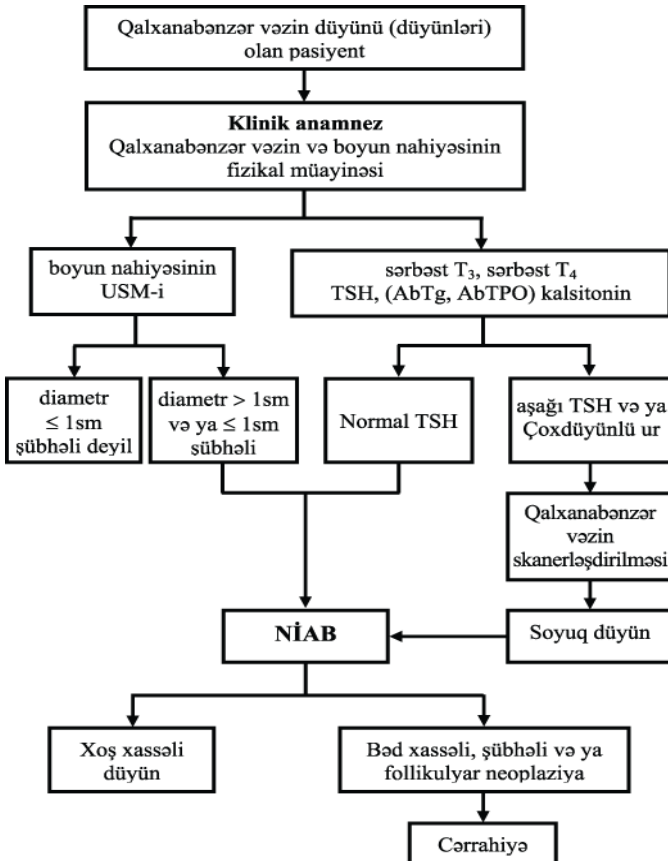 Qalxanabənzər vəzin düyünü (düyünləri)
olan pasiyent
Klinik anamnez
Qalxanabənzər vəzin və boyun nahiyəsinin
fizikal müayinəsi
boyun nahiyəsinin
USM-i
sərbəst T₃, sərbəst T₄
TSH, (AbTg, AbTPO) kalsitonin
diametr
≤ 1sm
şübhəli deyil
diametr > 1sm
və ya ≤ 1sm
şübhəli
Normal TSH
aşağı TSH və ya
Çoxdüyünlü ur
Qalxanabənzər
vəzin
skanerləşdirilməsi
NİAB
Soyuq düyün
Xoş xassəli
düyün
Bəd xassəli, şübhəli və ya
follikulyar neoplaziya
Cərrahiyə